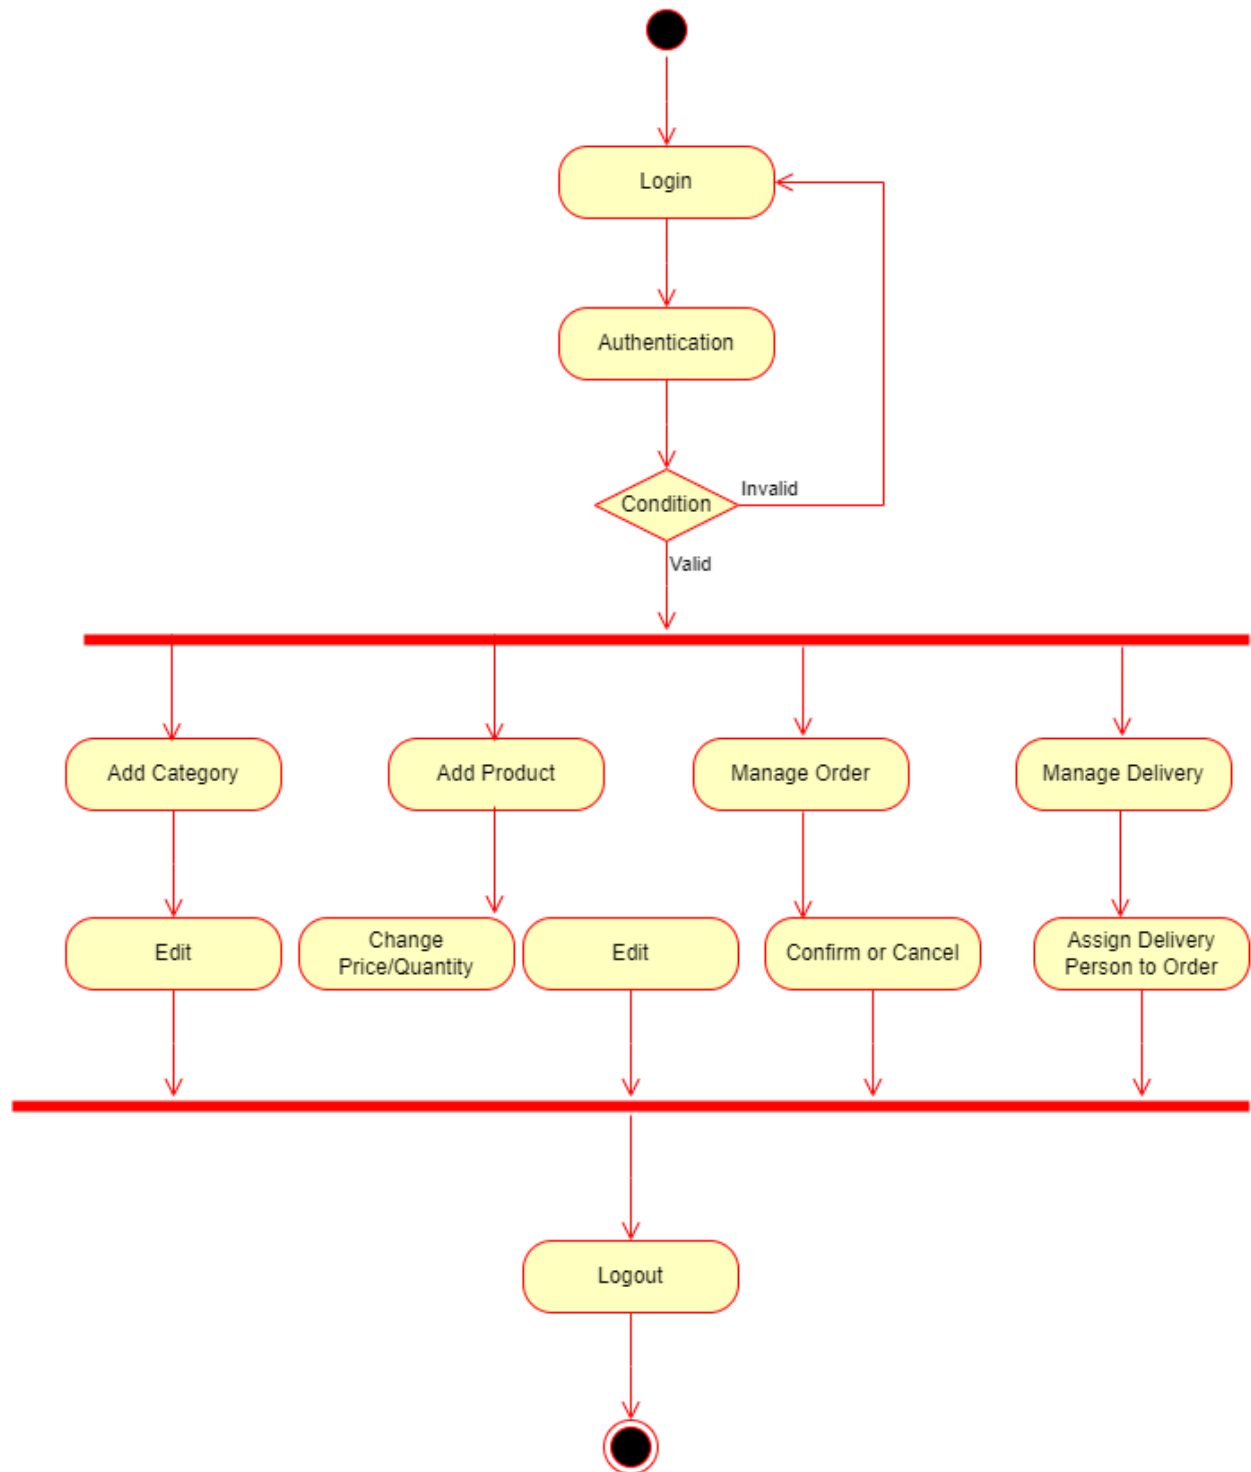 Login
Authentication
Condition
Invalid
Valid
Add Category
Add Product
Manage Order
Manage Delivery
Edit
Change
Price/Quantity
Edit
Confirm or Cancel
Assign Delivery
Person to Order
Logout